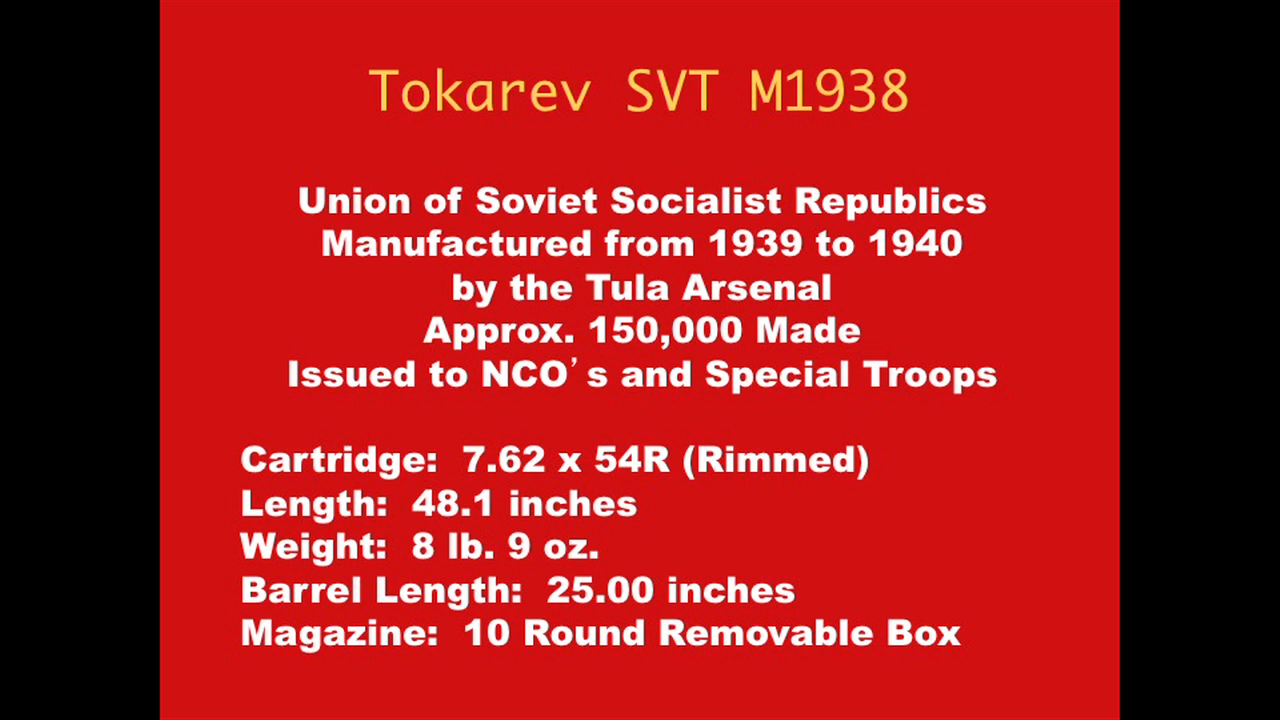 Tokarev SVT M1938
Union of Soviet Socialist Republics
Manufactured from 1939 to 1940
by the Tula Arsenal
Approx. 150,000 Made
Issued to NCO’s and Special Troops
Cartridge: 7.62 x 54R (Rimmed)
Length: 48.1 inches
Weight: 8 lb. 9 oz.
Barrel Length: 25.00 inches
Magazine: 10 Round Removable Box